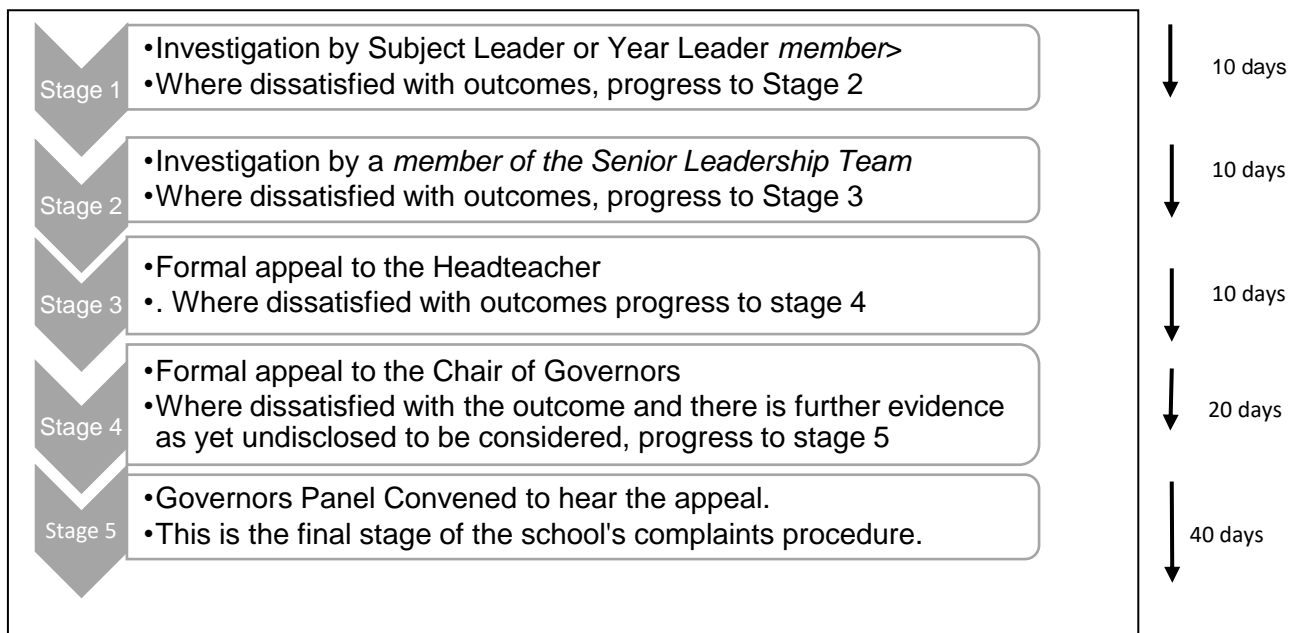 Stage 1
•Investigation by Subject Leader or Year Leader member>
•Where dissatisfied with outcomes, progress to Stage 2
10 days
Stage 2
•Investigation by a member of the Senior Leadership Team
•Where dissatisfied with outcomes, progress to Stage 3
10 days
Stage 3
•Formal appeal to the Headteacher
•. Where dissatisfied with outcomes progress to stage 4
10 days
Stage 4
•Formal appeal to the Chair of Governors
•Where dissatisfied with the outcome and there is further evidence
as yet undisclosed to be considered, progress to stage 5
20 days
Stage 5
•Governors Panel Convened to hear the appeal.
•This is the final stage of the school's complaints procedure.
40 days